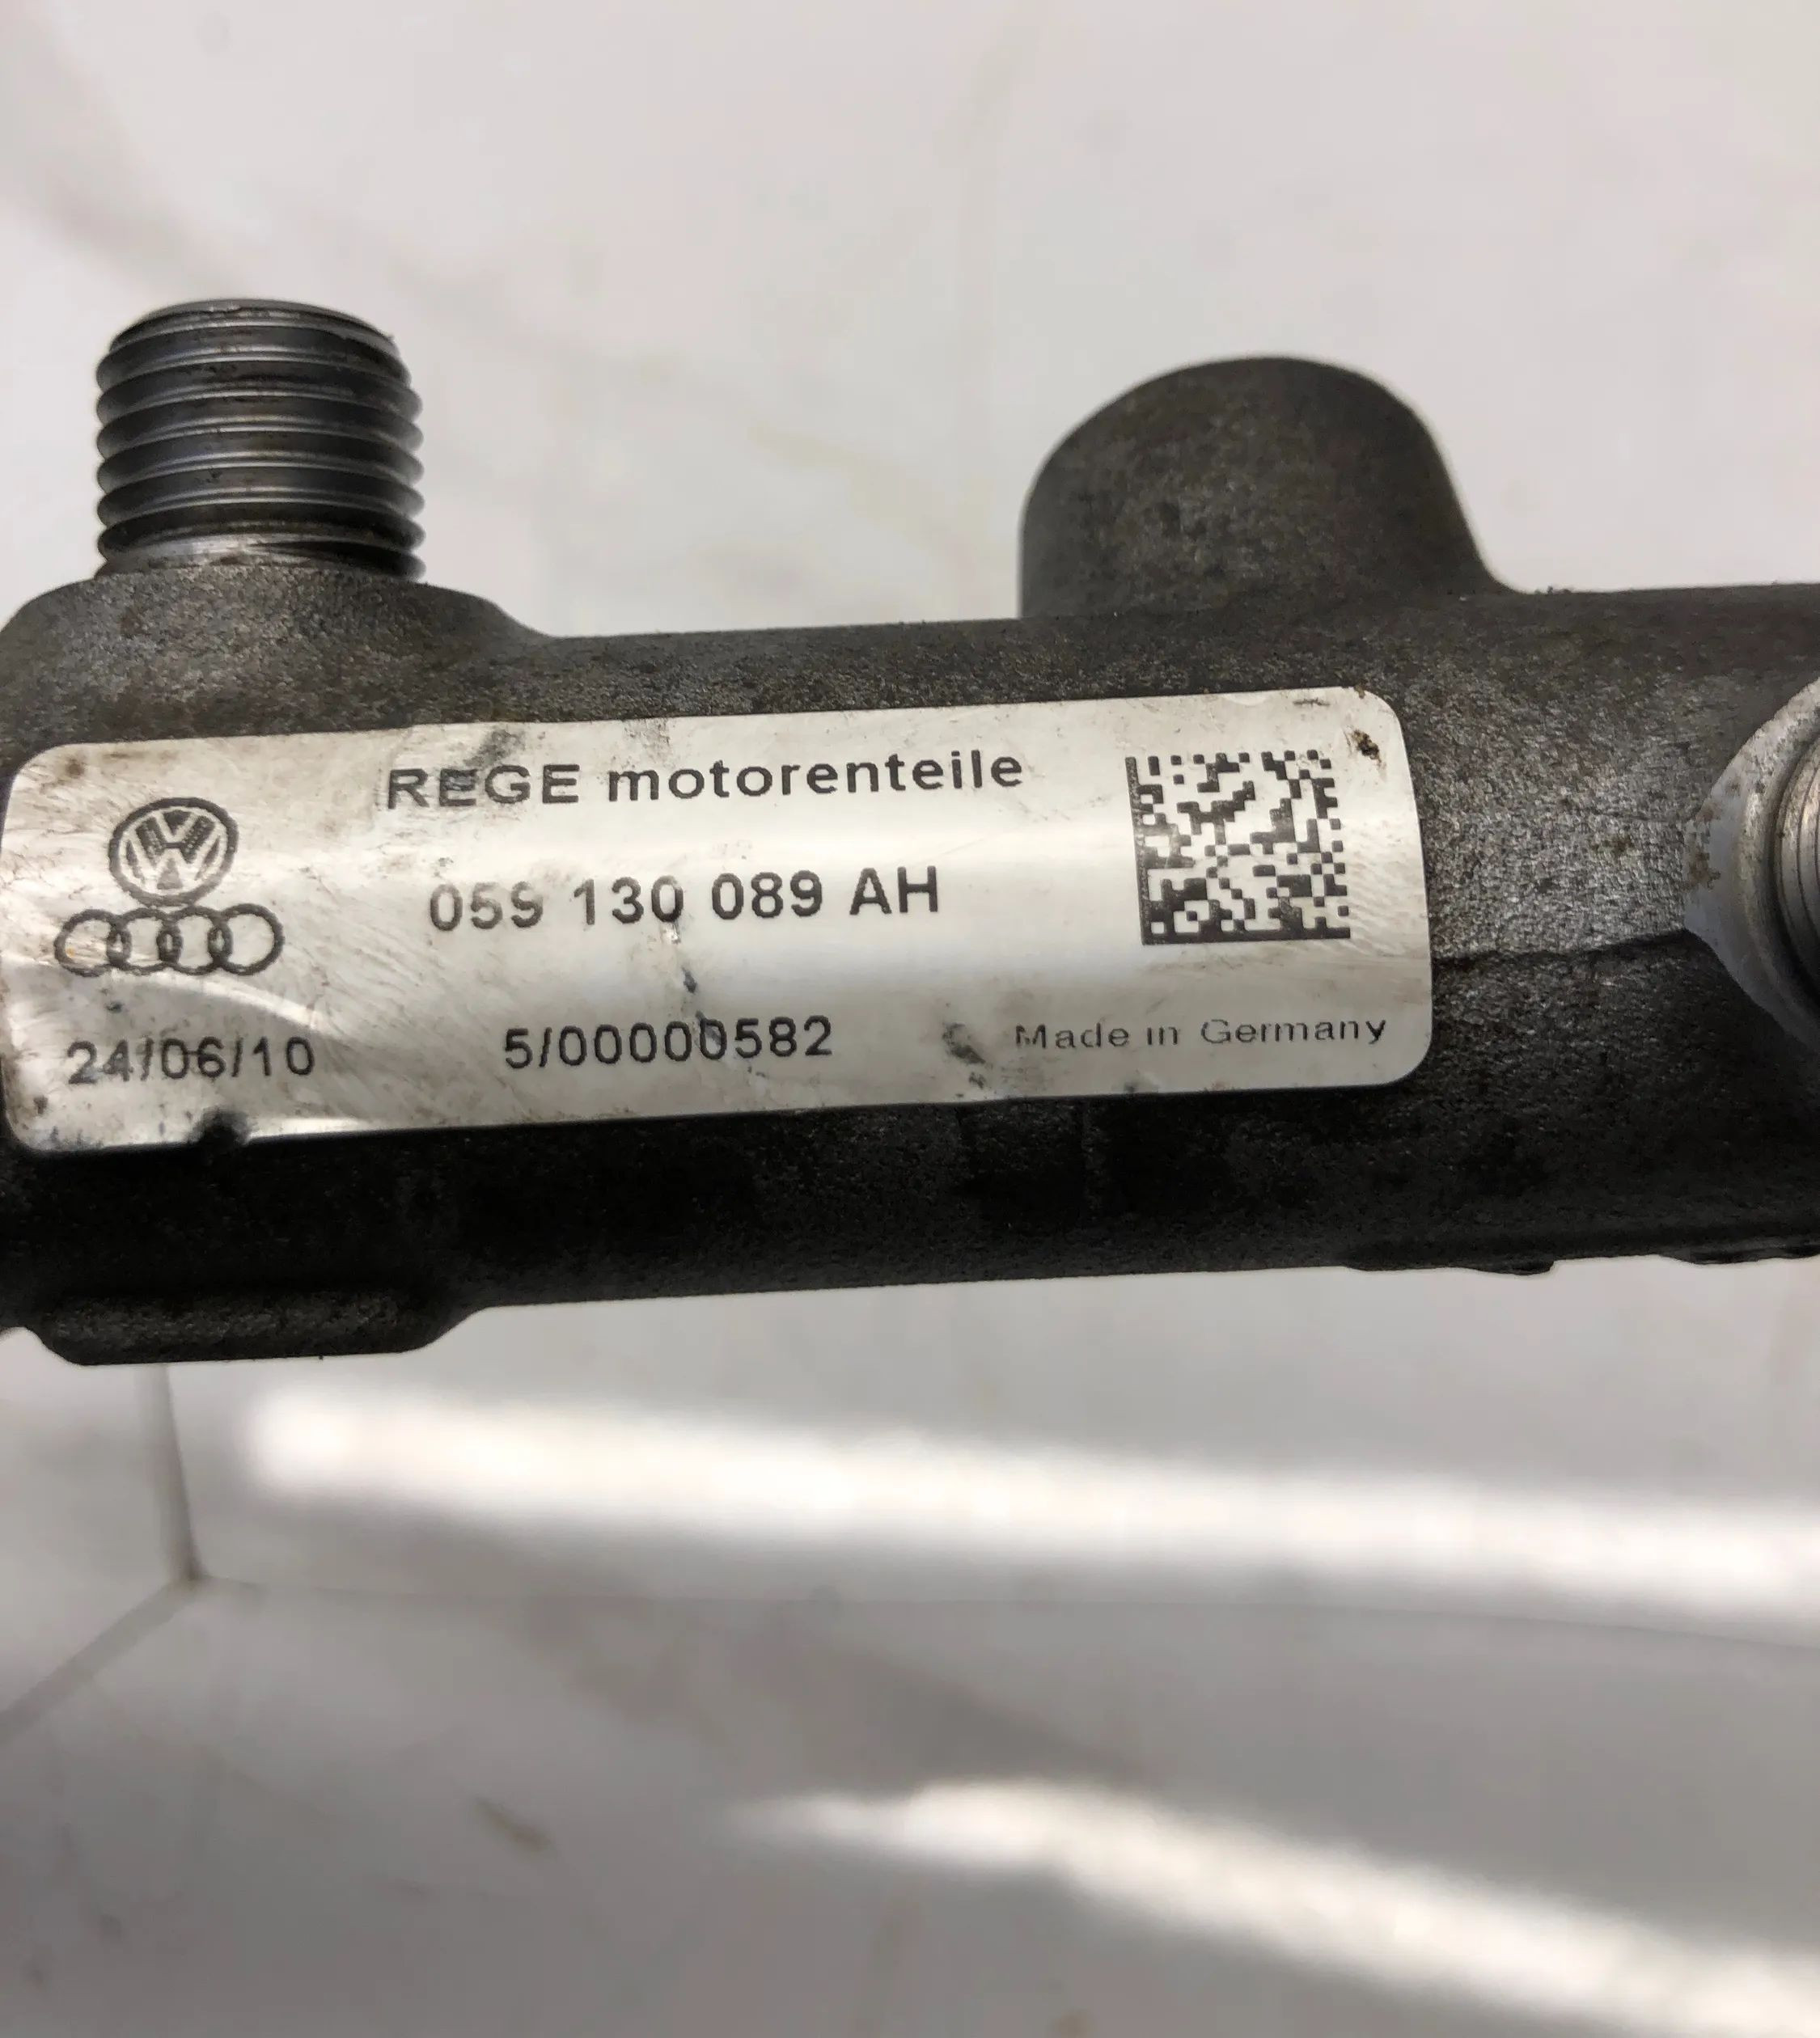 REGE motorenteile
059 130 089 AH
24/06/10 5/00000582 Made in Germany